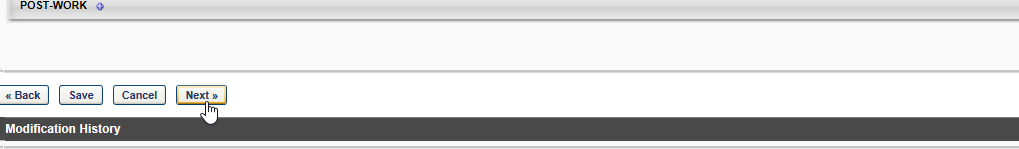 POST-WORK
« Back Save Cancel Next »
Modification History